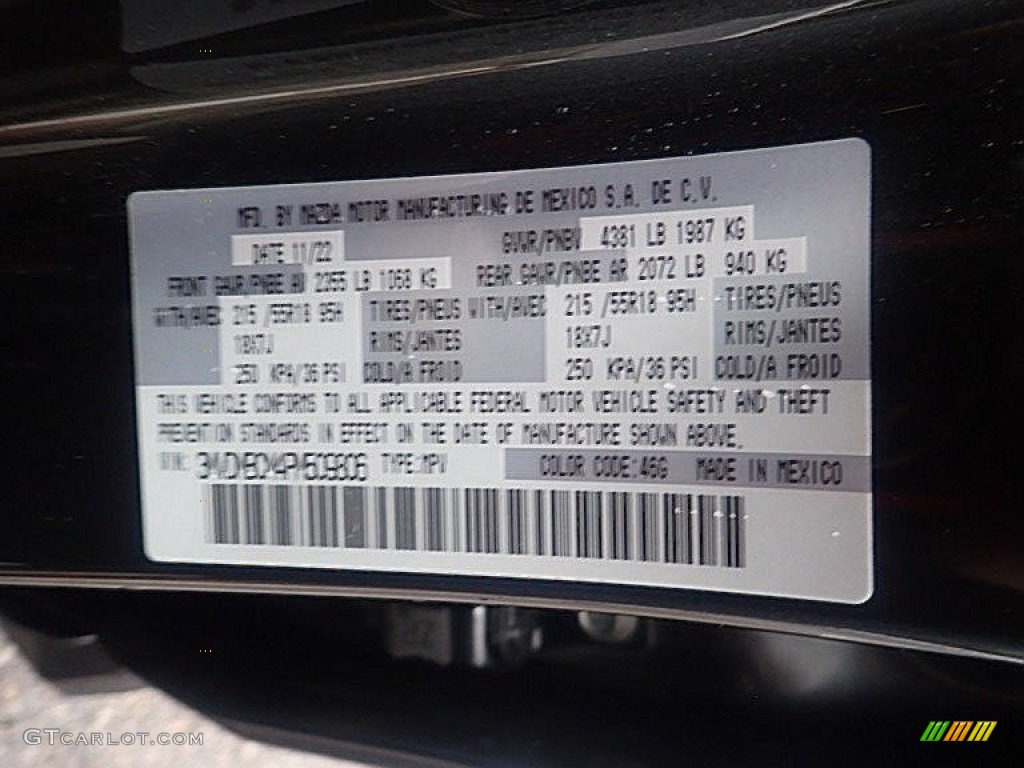 MFD. BY MAZDA MOTOR MANUFACTURING DE MEXICO S.A. DE C.V.
DATE 11/22 GVWR/PNBV 4381 LB 1987 KG
FRONT GAWR/PNBE AV 2355 LB 1068 KG REAR GAWR/PNBE AR 2072 LB 940 KG
WITH/AVEC 215 /55R18 95H TIRES/PNEUS WITH/AVEC 215 /55R18 95H TIRES/PNEUS
18X7J RIMS/JANTES 18X7J RIMS/JANTES
250 KPA/36 PSI COLD/A FROID 250 KPA/36 PSI COLD/A FROID
THIS VEHICLE CONFORMS TO ALL APPLICABLE FEDERAL MOTOR VEHICLE SAFETY AND THEFT
PREVENTION STANDARDS IN EFFECT ON THE DATE OF MANUFACTURE SHOWN ABOVE.
VIN: TYPE:MPV COLOR CODE:46G MADE IN MEXICO
GTCARLOT.COM